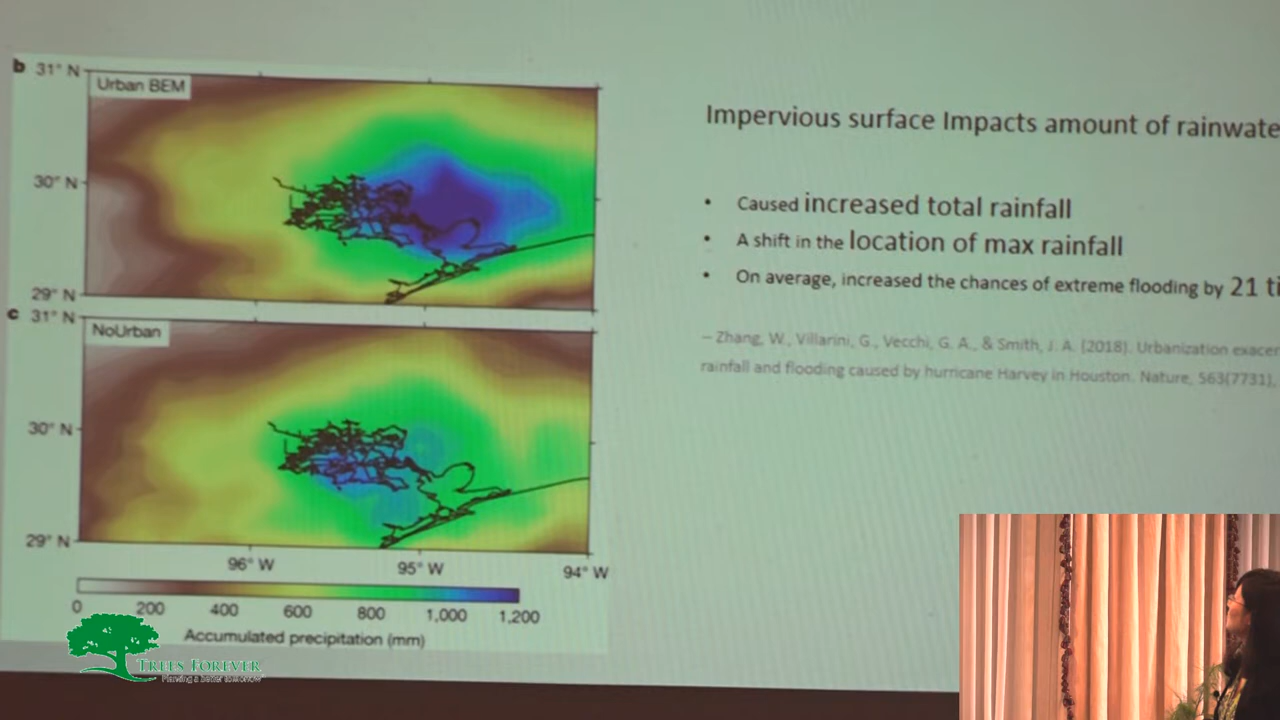 b 31° N
Urban BEM
30° N
29° N
c 31° N
NoUrban
30° N
29° N
96° W 95° W 94° W
0 200 400 600 800 1,000 1,200
Accumulated precipitation (mm)
Impervious surface Impacts amount of
• Caused increased total rainfall
• A shift in the location of max rainfall
• On average, increased the chances of extreme flooding by 21
– Zhang, W., Villarini, G., Vecchi, G. A., & Smith, J. A. (2018). Urbanization
rainfall and flooding caused by hurricane Harvey in Houston. Nature, 563(7731),
TREES FOREVER
Planting a better tomorrow